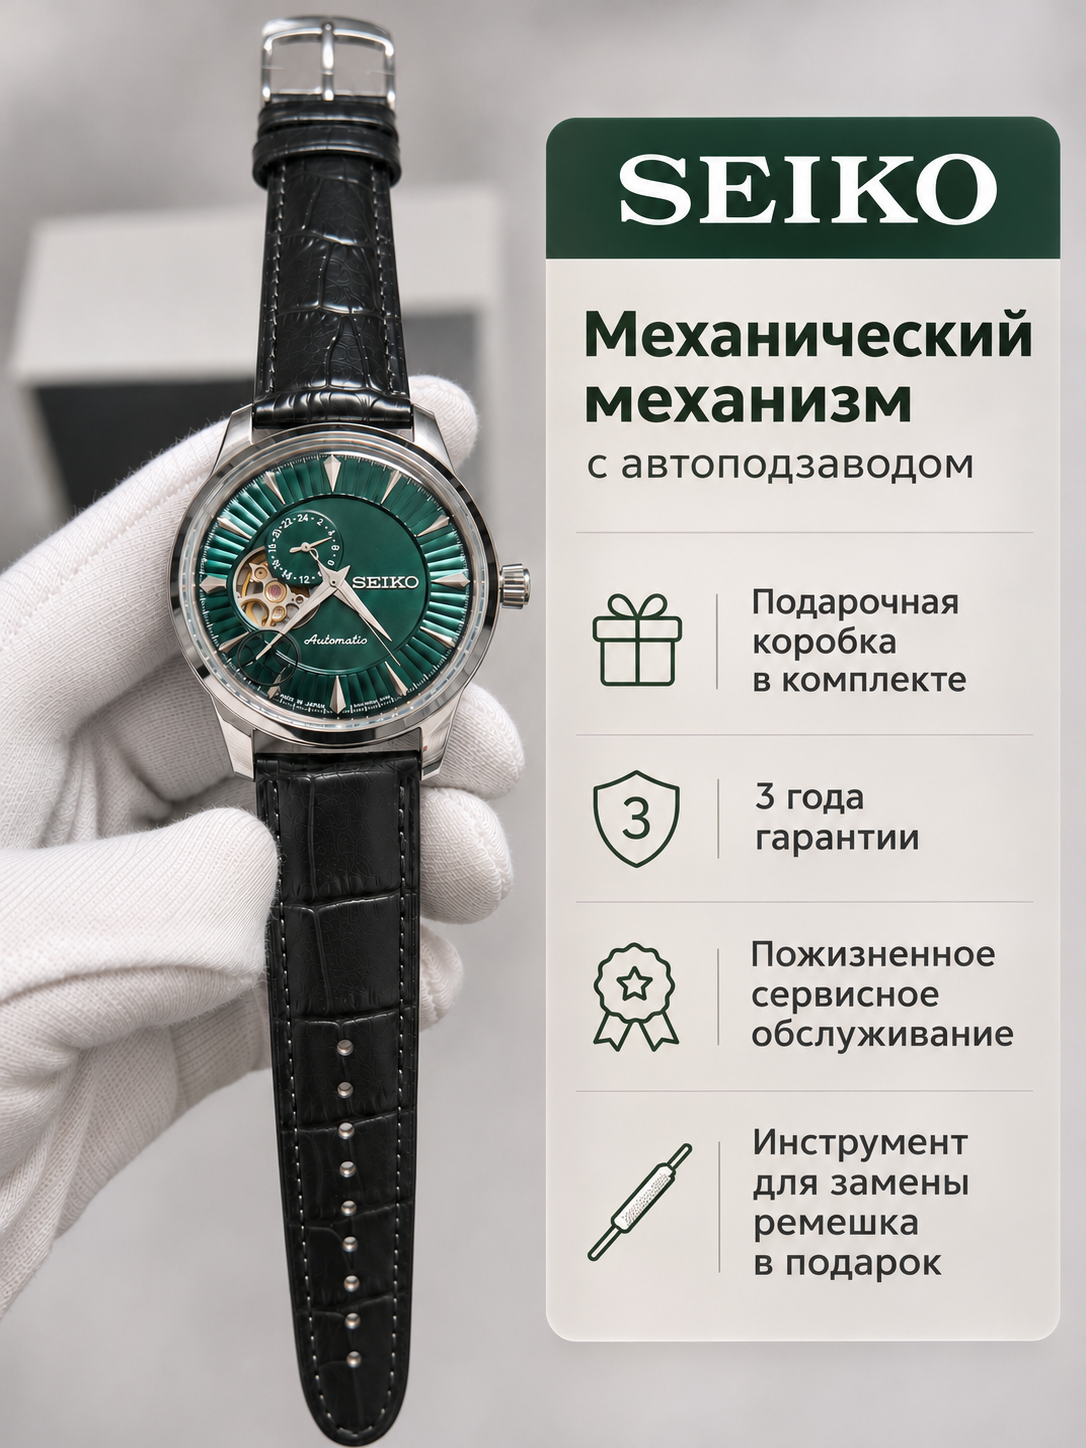 SEIKO
Automatic
SEIKO
Механический
механизм
с автоподзаводом
Подарочная
коробка
в комплекте
3
3 года
гарантии
Пожизненное
сервисное
обслуживание
Инструмент
для замены
ремешка
в подарок